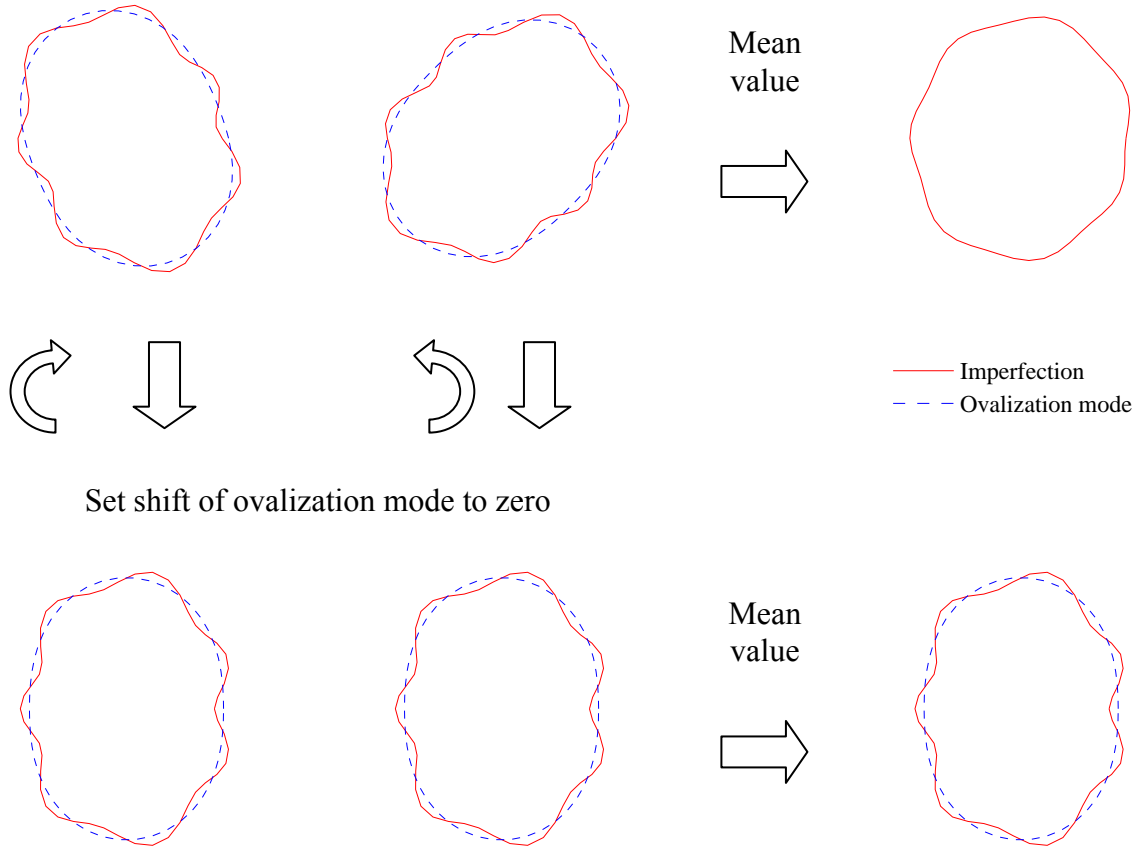 Mean
value
Imperfection
Ovalization mode
Set shift of ovalization mode to zero
Mean
value